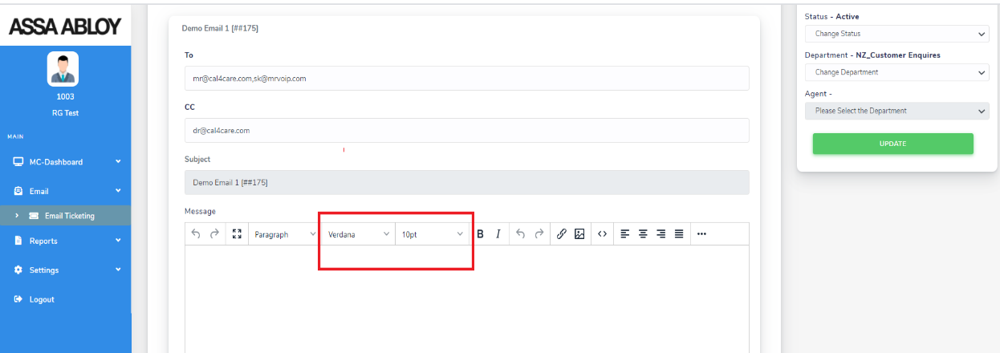 ASSA ABLOY
1003
RG Test
MAIN
MC-Dashboard
Email
Email Ticketing
Reports
Settings
Logout
Demo Email 1 [##175]
To
mr@cal4care.com,sk@mrvoip.com
CC
dr@cal4care.com
Subject
Demo Email 1 [##175]
Message
Paragraph Verdana 10pt B I
Status - Active
Change Status
Department - NZ_Customer Enquires
Change Department
Agent -
Please Select the Department
UPDATE